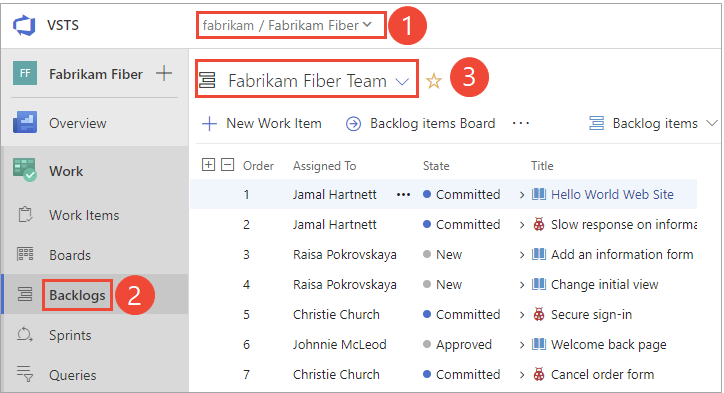 VSTS
fabrikam / Fabrikam Fiber
1
FF
Fabrikam Fiber
Overview
Work
Work Items
Boards
Backlogs
2
Sprints
Queries
Fabrikam Fiber Team
3
New Work Item
Backlog items Board
...
Backlog items
Order Assigned To State Title
1 Jamal Hartnett ... Committed Hello World Web Site
2 Jamal Hartnett Committed Slow response on informa
3 Raisa Pokrovskaya New Add an information form
4 Raisa Pokrovskaya New Change initial view
5 Christie Church Committed Secure sign-in
6 Johnnie McLeod Approved Welcome back page
7 Christie Church Committed Cancel order form